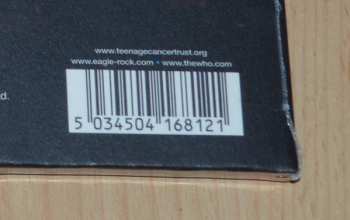 www.teenagecancertrust.org
www.eagle-rock.com • www.thewho.com
d.
5 034504 168121